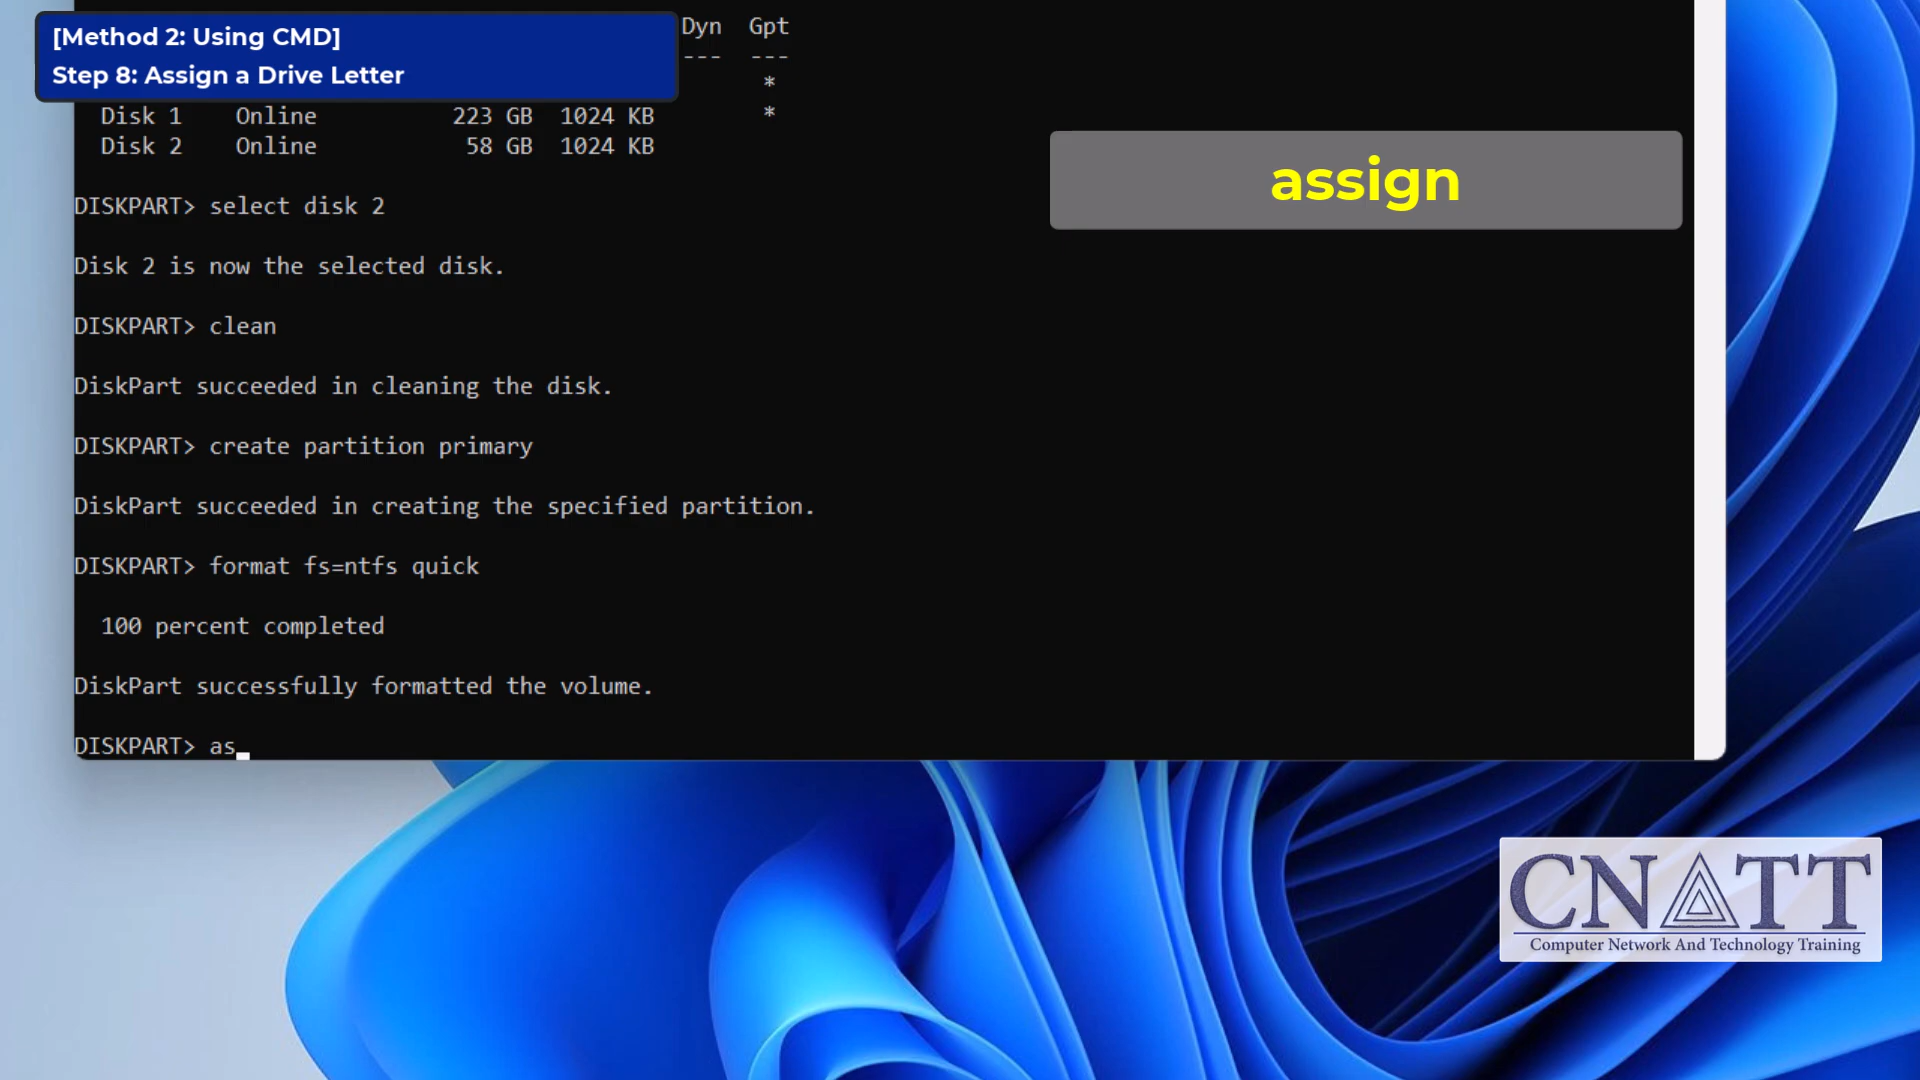 [Method 2: Using CMD]
Step 8: Assign a Drive Letter
Dyn  Gpt
---  ---
*
Disk 1    Online    223 GB  1024 KB    *
Disk 2    Online    58 GB  1024 KB
assign
DISKPART> select disk 2
Disk 2 is now the selected disk.
DISKPART> clean
DiskPart succeeded in cleaning the disk.
DISKPART> create partition primary
DiskPart succeeded in creating the specified partition.
DISKPART> format fs=ntfs quick
100 percent completed
DiskPart successfully formatted the volume.
DISKPART> as
CNATT
Computer Network And Technology Training